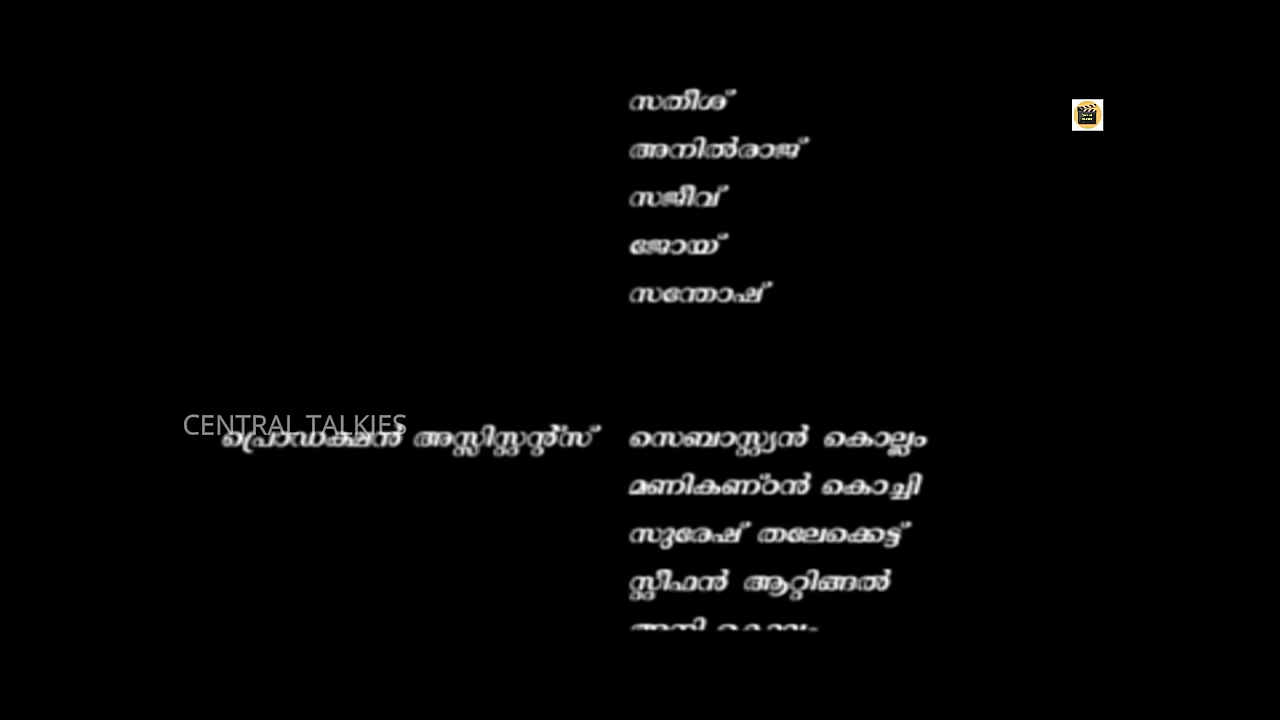 സതീശ്
അനിൽരാജ്
സജീവ്
ജോയ്
സന്തോഷ്
CENTRAL TALKIES
പ്രൊഡക്ഷൻ അസ്സിസ്റ്റന്റ്സ് സെബാസ്റ്റ്യൻ കൊല്ലം
മണികണ്ഠൻ കൊച്ചി
സുരേഷ് തലേക്കെട്ട്
സ്റ്റീഫൻ ആറ്റിങ്ങൽ